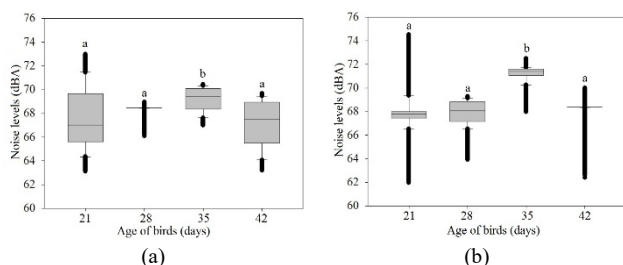 76
74
72
70
68
66
64
62
60
Noise levels (dBA)
a
a
b
a
21
28
35
42
Age of birds (days)
(a)
76
74
72
70
68
66
64
62
60
Noise levels (dBA)
a
a
b
a
21
28
35
42
Age of birds (days)
(b)